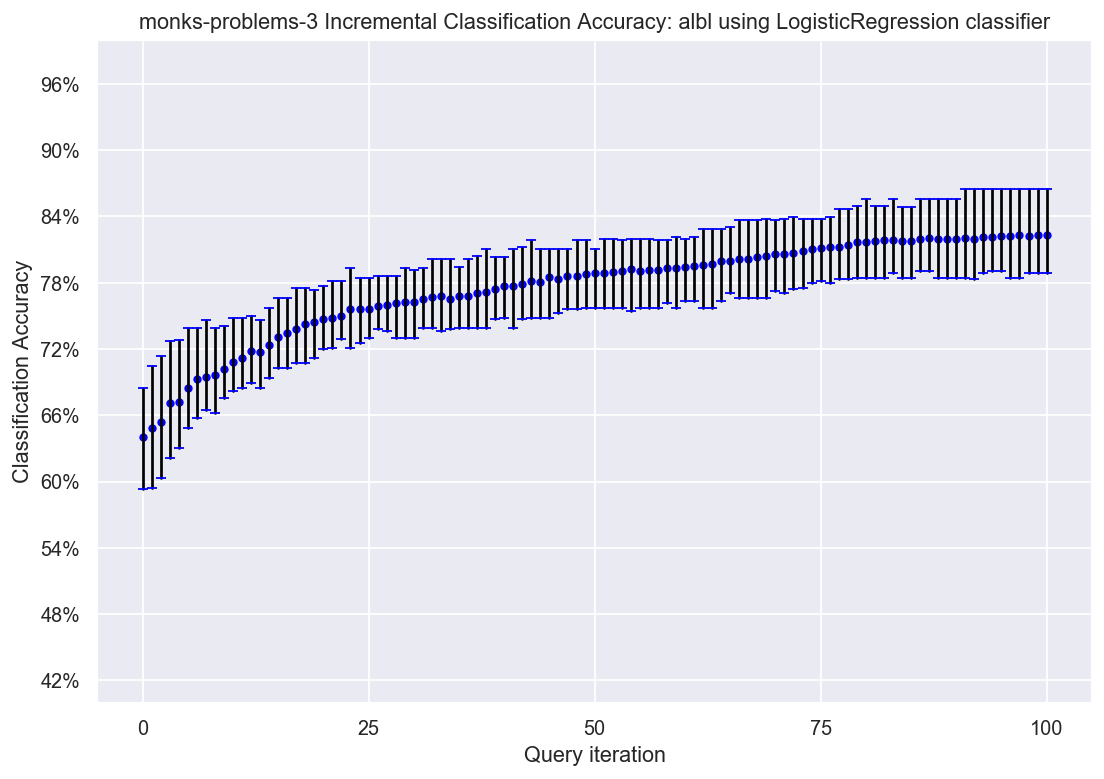 monks-problems-3 Incremental Classification Accuracy: albl using LogisticRegression classifier
96%
90%
84%
78%
72%
66%
60%
54%
48%
42%
Classification Accuracy
0 25 50 75 100
Query iteration